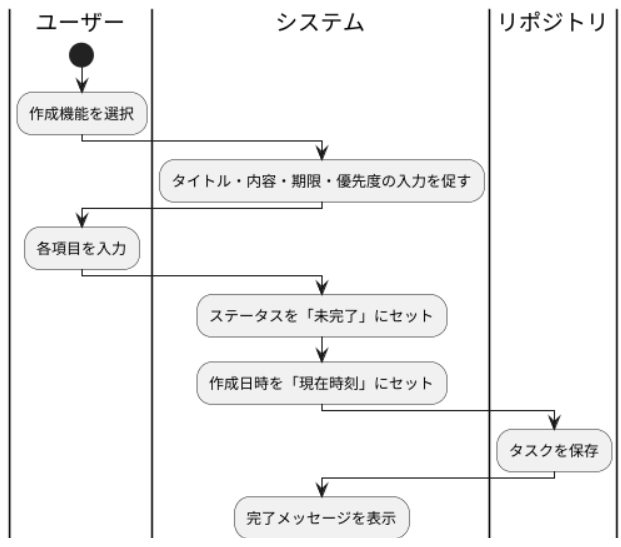 ユーザー
システム
リポジトリ
作成機能を選択
タイトル・内容・期限・優先度の入力を促す
各項目を入力
ステータスを「未完了」にセット
作成日時を「現在時刻」にセット
タスクを保存
完了メッセージを表示